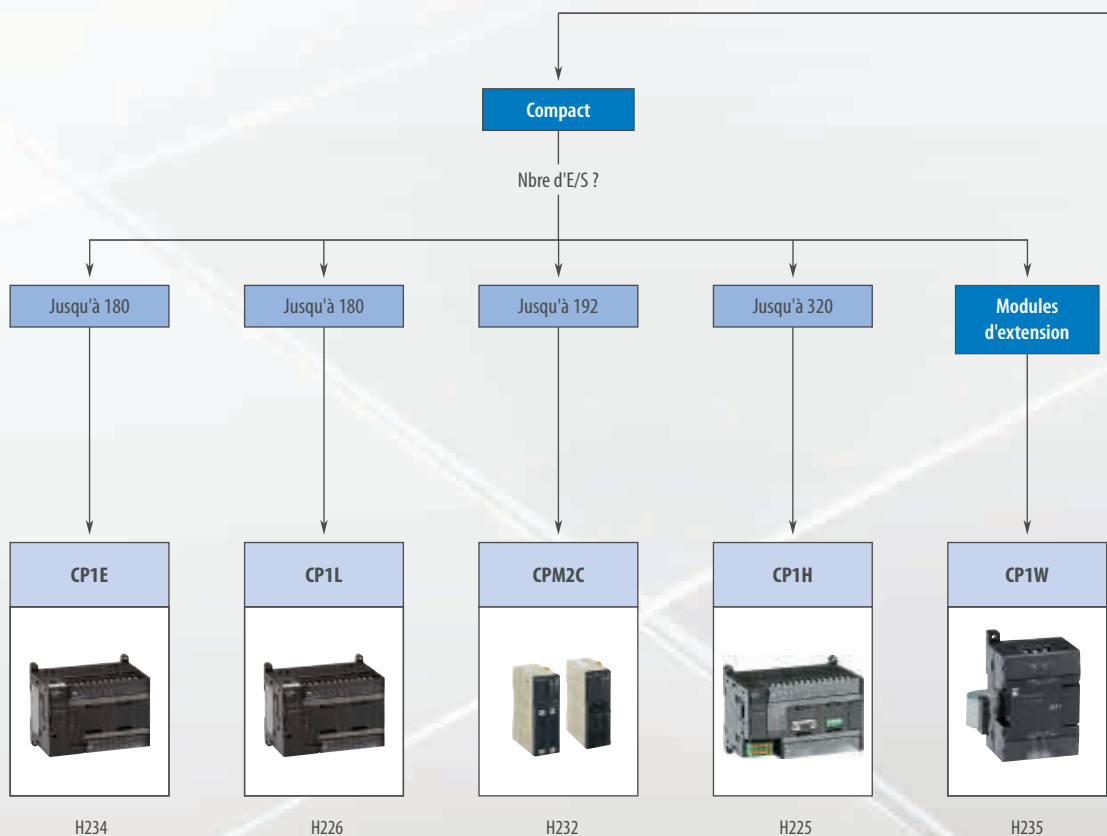 Compact
Nbre d'E/S ?
Jusqu'à 180
Jusqu'à 180
Jusqu'à 192
Jusqu'à 320
Modules
d'extension
CP1E
CP1L
CPM2C
CP1H
CP1W
H234
H226
H232
H225
H235